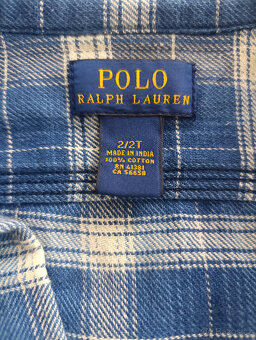 POLO
RALPH LAUREN
2/2T
MADE IN INDIA
100% COTTON
RN 41381
CA 56658